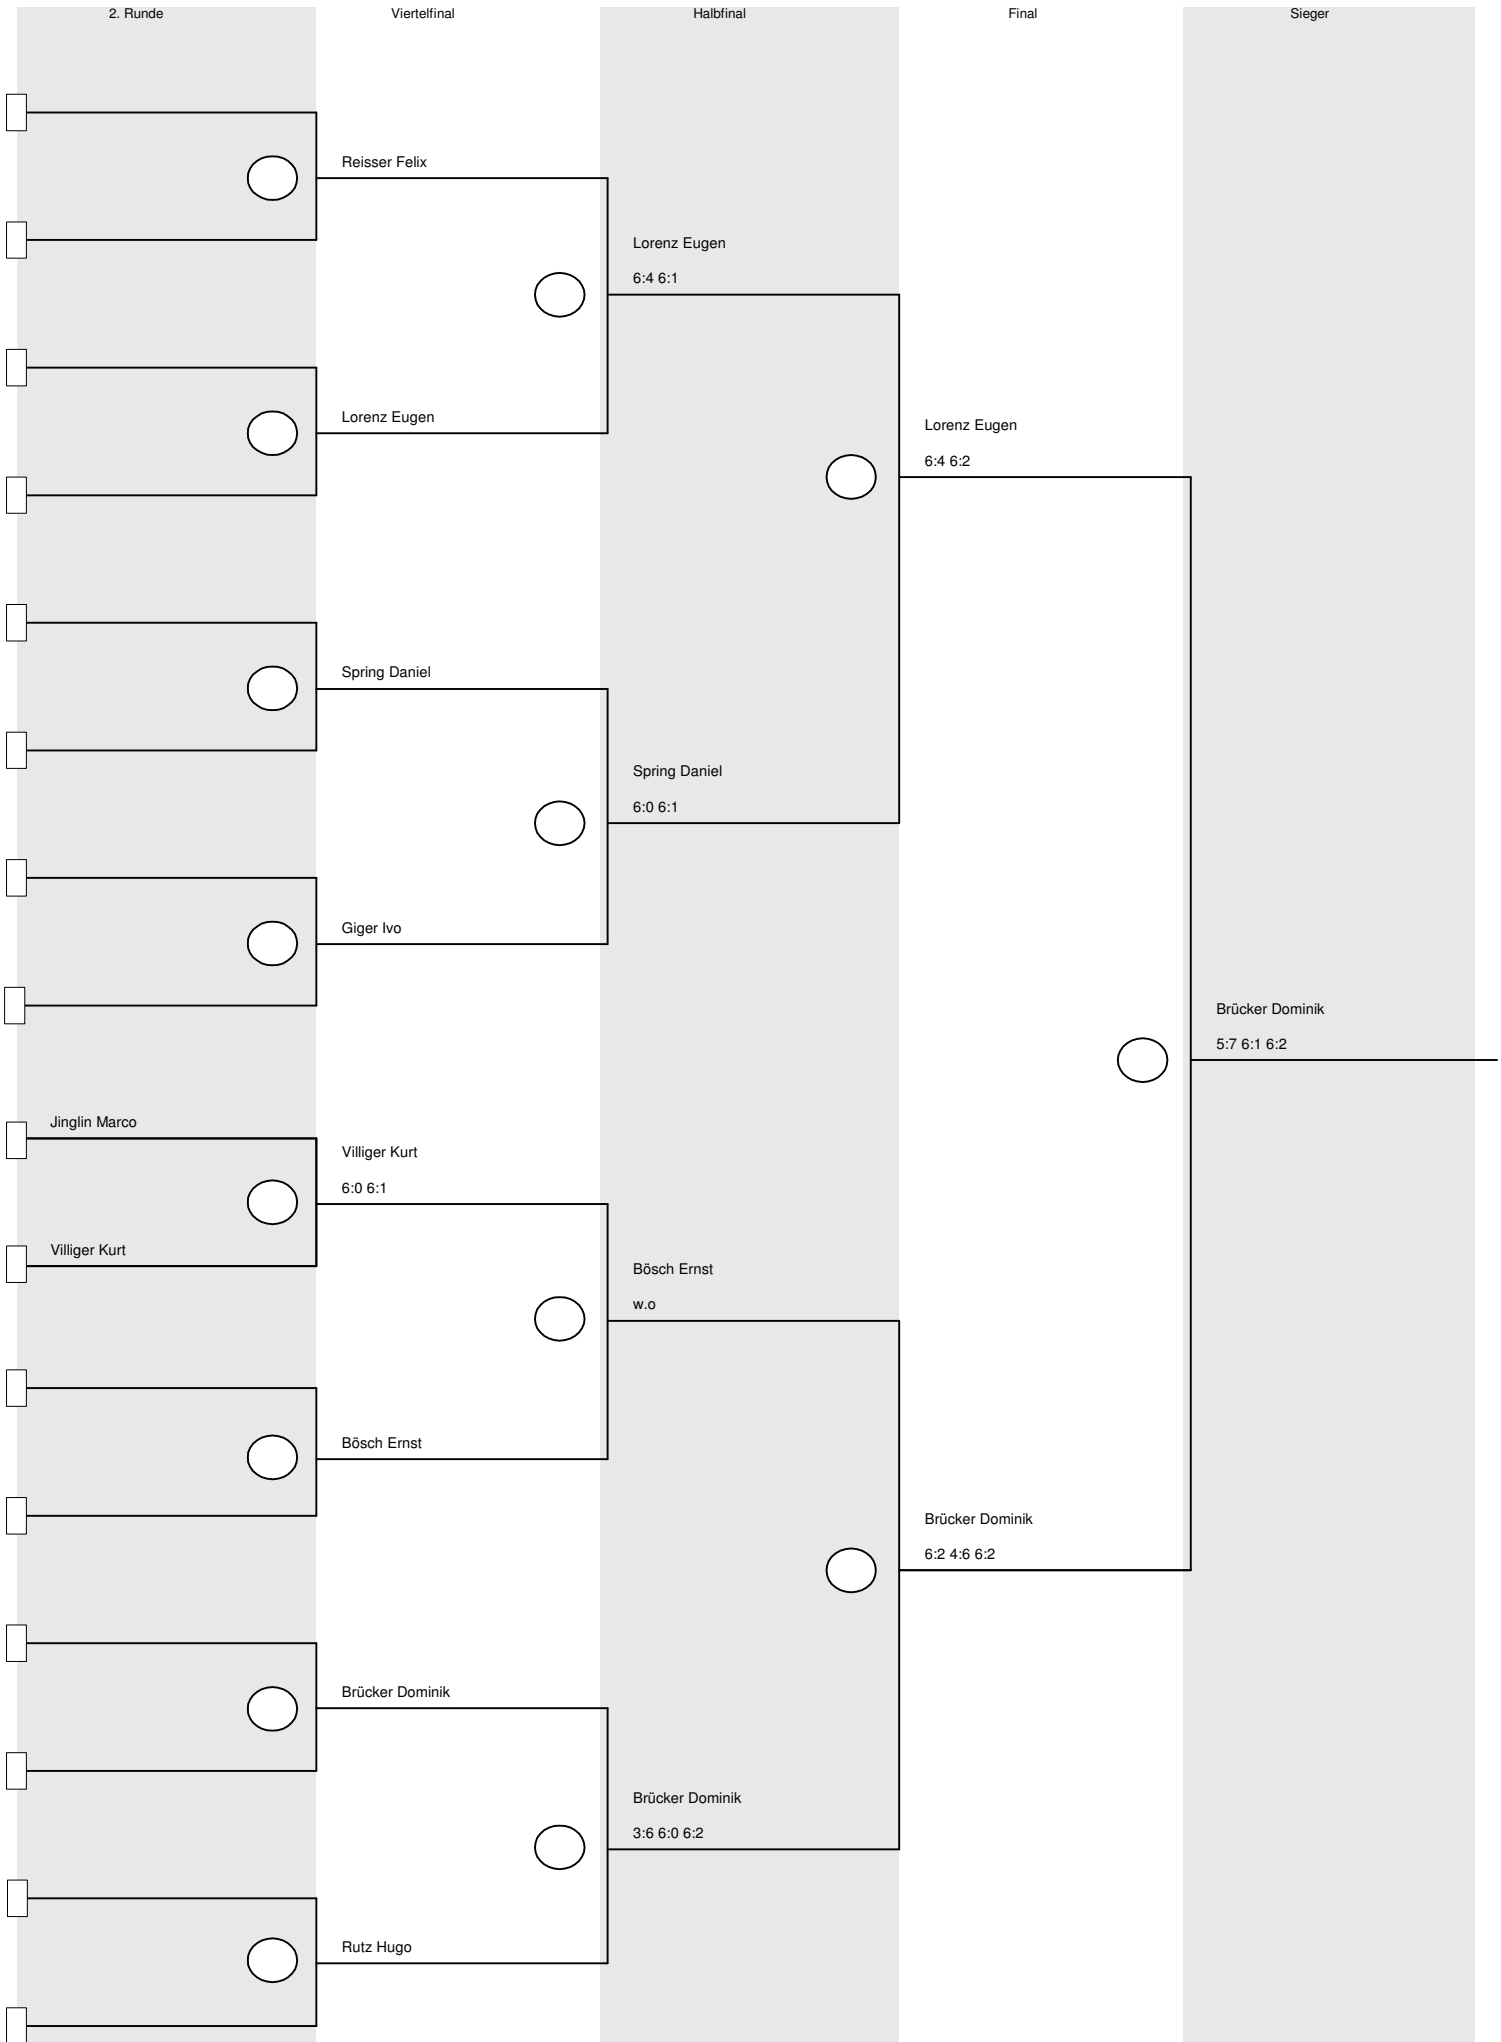 2. Runde
Viertelfinal
Halbfinal
Final
Sieger
Reisser Felix
Lorenz Eugen
6:4 6:1
Lorenz Eugen
Lorenz Eugen
6:4 6:2
Spring Daniel
Spring Daniel
6:0 6:1
Giger Ivo
Brücker Dominik
5:7 6:1 6:2
Jinglin Marco
Villiger Kurt
6:0 6:1
Villiger Kurt
Bösch Ernst
w.o
Bösch Ernst
Brücker Dominik
6:2 4:6 6:2
Brücker Dominik
Brücker Dominik
3:6 6:0 6:2
Rutz Hugo